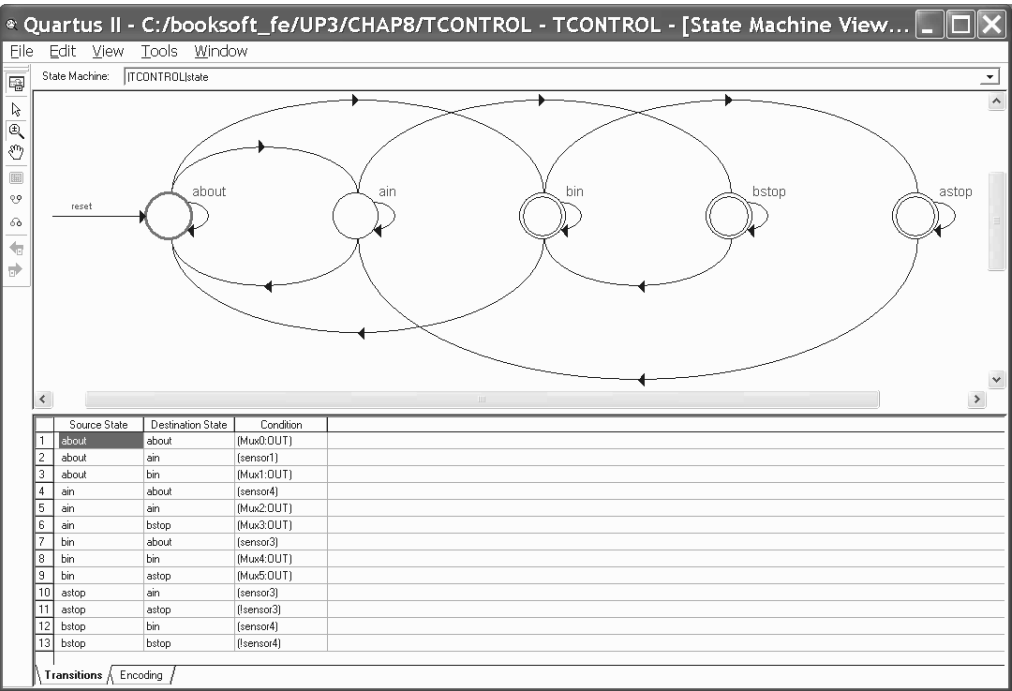 Quartus II - C:/booksoft_fe/UP3/CHAP8/TCONTROL - TCONTROL - [State Machine View...
File Edit View Tools Window
State Machine: |TCONTROL|state
reset
about ain bin bstop astop
Source State Destination State Condition
1 about about (Mux0:OUT)
2 about ain (sensor1)
3 about bin (Mux1:OUT)
4 ain about (sensor4)
5 ain ain (Mux2:OUT)
6 ain bstop (Mux3:OUT)
7 bin about (sensor3)
8 bin bin (Mux4:OUT)
9 bin astop (Mux5:OUT)
10 astop ain (sensor3)
11 astop astop (!sensor3)
12 bstop bin (sensor4)
13 bstop bstop (!sensor4)
Transitions Encoding